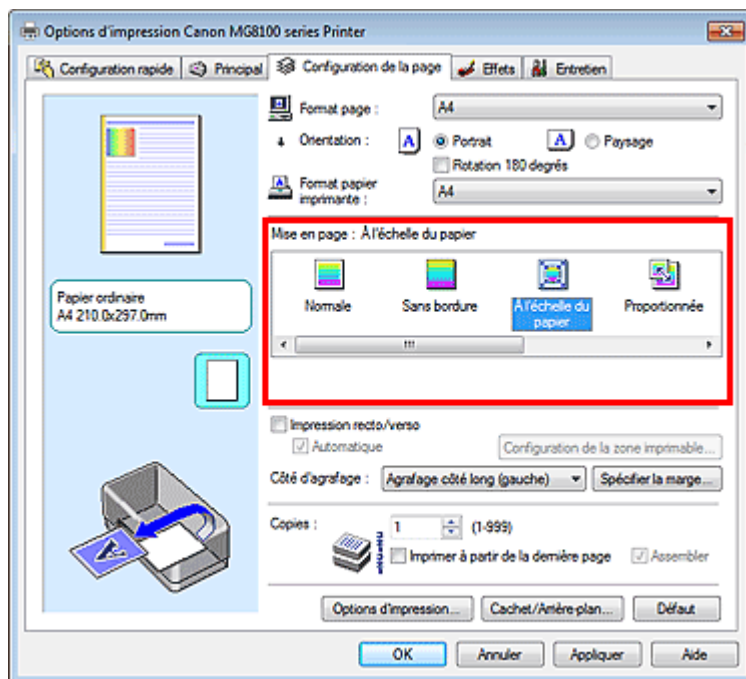 Options d'impression Canon MG8100 series Printer
Configuration rapide Principal Configuration de la page Effets Entretien
Format page : A4
Orientation : A Portrait A Paysage
Rotation 180 degrés
Format papier
imprimante : A4
Mise en page : À l'échelle du papier
Normale Sans bordure À l'échelle du
papier Proportionnée
Papier ordinaire
A4 210.0x297.0mm
Impression recto/verso
Automatique Configuration de la zone imprimable...
Côté d'agrafage : Agrafage côté long (gauche) Spécifier la marge...
Copies : 1 (1-999)
Imprimer à partir de la dernière page Assembler
Options d'impression... Cachet/Arrière-plan... Défaut
OK Annuler Appliquer Aide